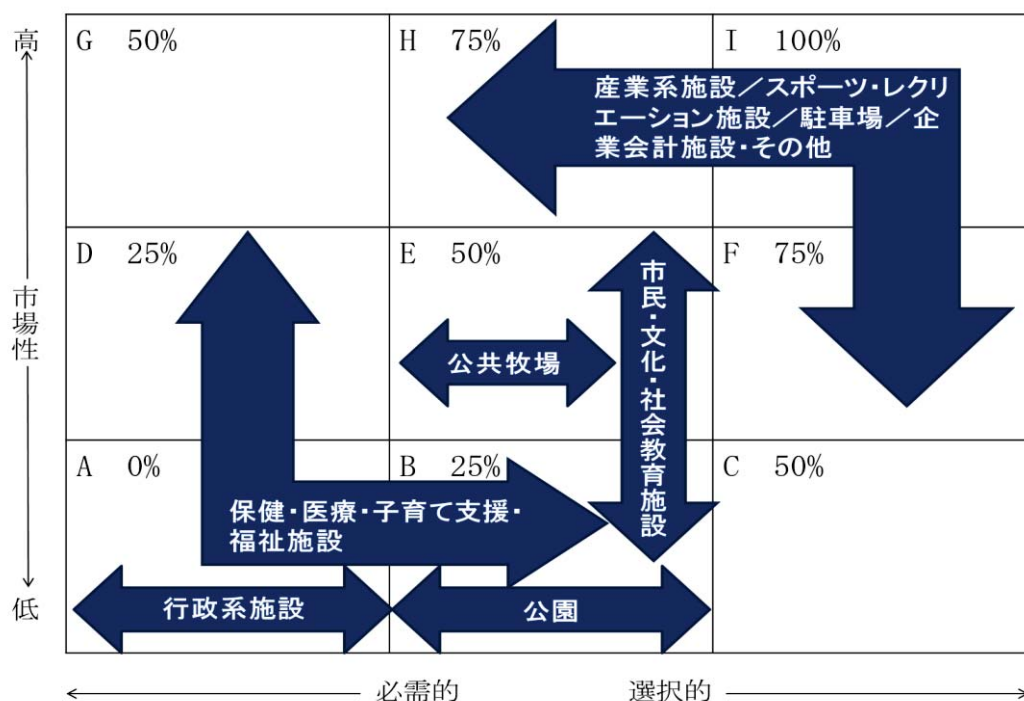 高
G 50%
H 75%
I 100%
産業系施設／スポーツ・レクリ
エーション施設／駐車場／企
業会計施設・その他
D 25%
E 50%
F 75%
市場性
公共牧場
市民・文化・社会教育施設
A 0%
B 25%
C 50%
保健・医療・子育て支援・
福祉施設
行政系施設
公園
低
必需的
選択的